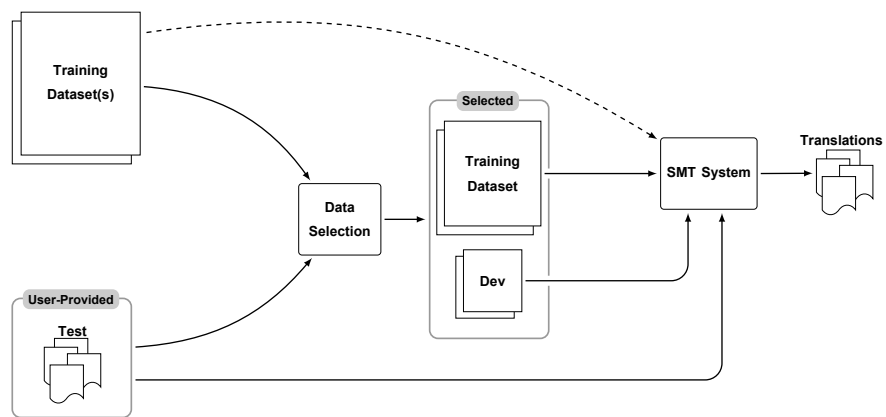 Training
Dataset(s)
Selected
Training
Dataset
SMT System
Translations
Data
Selection
Dev
User-Provided
Test